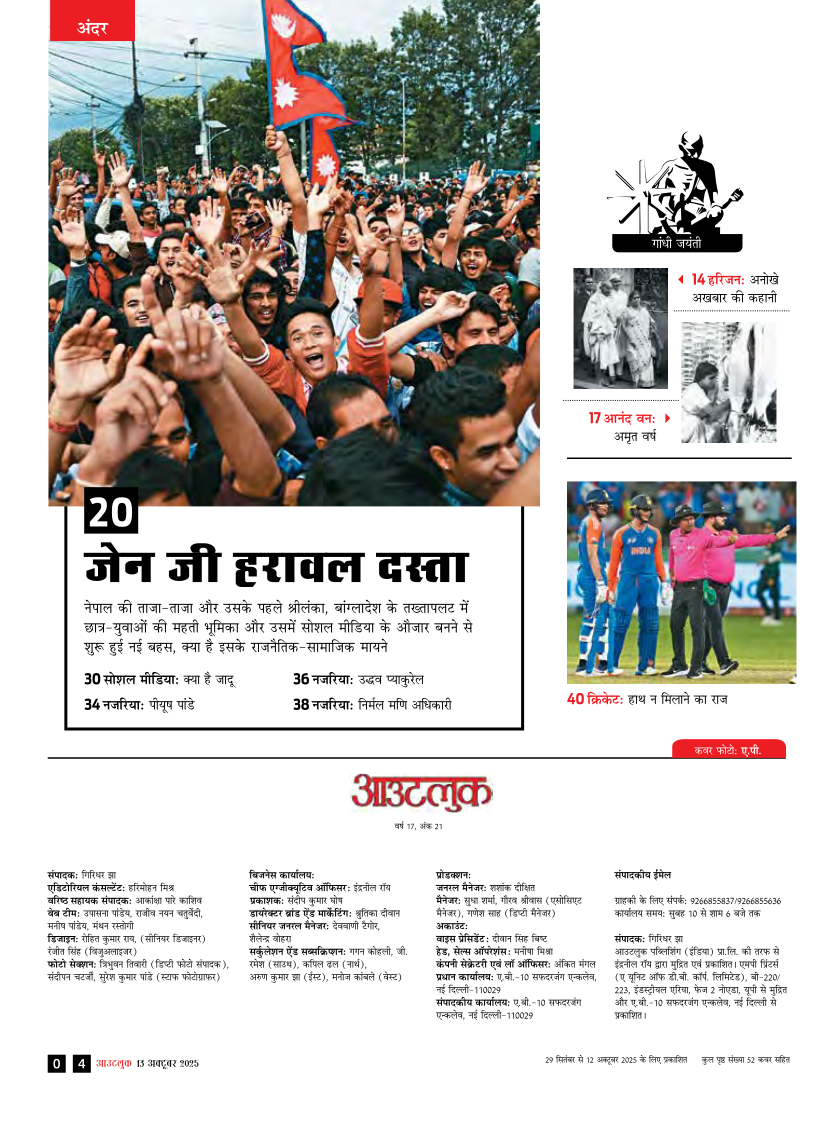 अंदर
गांधी जयंती
14 हरिजन: अनोखे
अखबार की कहानी
17 आनंद वन:
अमृत वर्ष
20
जेन जी हरावल दस्ता
नेपाल की ताजा-ताजा और उसके पहले श्रीलंका, बांग्लादेश के तख्तापलट में
छात्र-युवाओं की महती भूमिका और उसमें सोशल मीडिया के औजार बनने से
शुरू हुई नई बहस, क्या है इसके राजनैतिक-सामाजिक मायने
30 सोशल मीडिया: क्या है जादू
34 नजरिया: पीयूष पांडे
36 नजरिया: उद्धव प्याकुरेल
38 नजरिया: निर्मल मणि अधिकारी
INDIA
40 क्रिकेट: हाथ न मिलाने का राज
कवर फोटो: ए.पी.
आउटलुक
वर्ष 17, अंक 21
संपादक: गिरिधर झा
एडिटोरियल कंसल्टेंट: हरिमोहन मिश्र
वरिष्ठ सहायक संपादक: आकांक्षा पारे काशिव
वेब टीम: उपासना पांडेय, राजीव नयन चतुर्वेदी,
मनीष पांडेय, मंथन रस्तोगी
डिजाइन: रोहित कुमार राय, (सीनियर डिजाइनर)
रंजीत सिंह (विजुअलाइजर)
फोटो सेक्शन: त्रिभुवन तिवारी (डिप्टी फोटो संपादक),
संदीपन चटर्जी, सुरेश कुमार पांडे (स्टाफ फोटोग्राफर)
बिजनेस कार्यालय:
चीफ एग्जीक्यूटिव ऑफिसर: इंद्रनील रॉय
प्रकाशक: संदीप कुमार घोष
डायरेक्टर ब्रांड ऐंड मार्केटिंग: श्रुतिका दीवान
सीनियर जनरल मैनेजर: देवबाणी टैगोर,
शैलेन्द्र वोहरा
सर्कुलेशन ऐंड सब्सक्रिप्शन: गगन कोहली, जी.
रमेश (साउथ), कपिल ढल (नार्थ),
अरुण कुमार झा (ईस्ट), मनोज कांबले (वेस्ट)
प्रोडक्शन:
जनरल मैनेजर: शशांक दीक्षित
मैनेजर: सुधा शर्मा, गौरव श्रीवास (एसोसिएट
मैनेजर), गणेश साह (डिप्टी मैनेजर)
अकाउंट:
वाइस प्रेसिडेंट: दीवान सिंह बिष्ट
हेड, सेल्स ऑपरेशंस: मनीषा मिश्रा
कंपनी सेक्रेटरी एवं लॉ ऑफिसर: अंकित मंगल
प्रधान कार्यालय: ए.बी.-10 सफदरजंग एन्कलेव,
नई दिल्ली-110029
संपादकीय कार्यालय: ए.बी.-10 सफदरजंग
एन्कलेव, नई दिल्ली-110029
संपादकीय ईमेल
ग्राहकी के लिए संपर्क: 9266855837/9266855636
कार्यालय समय: सुबह 10 से शाम 6 बजे तक
संपादक: गिरिधर झा
आउटलुक पब्लिशिंग (इंडिया) प्रा.लि. की तरफ से
इंद्रनील रॉय द्वारा मुद्रित एवं प्रकाशित। एमपी प्रिंटर्स
(ए यूनिट ऑफ डी.बी. कॉर्प. लिमिटेड), बी-220/
223, इंडस्ट्रीयल एरिया, फेज 2 नोएडा, यूपी से मुद्रित
और ए.बी.-10 सफदरजंग एन्कलेव, नई दिल्ली से
प्रकाशित।
0 4 आउटलुक 13 अक्टूबर 2025
29 सितंबर से 12 अक्टूबर 2025 के लिए प्रकाशित कुल पृष्ठ संख्या 52 कवर सहित